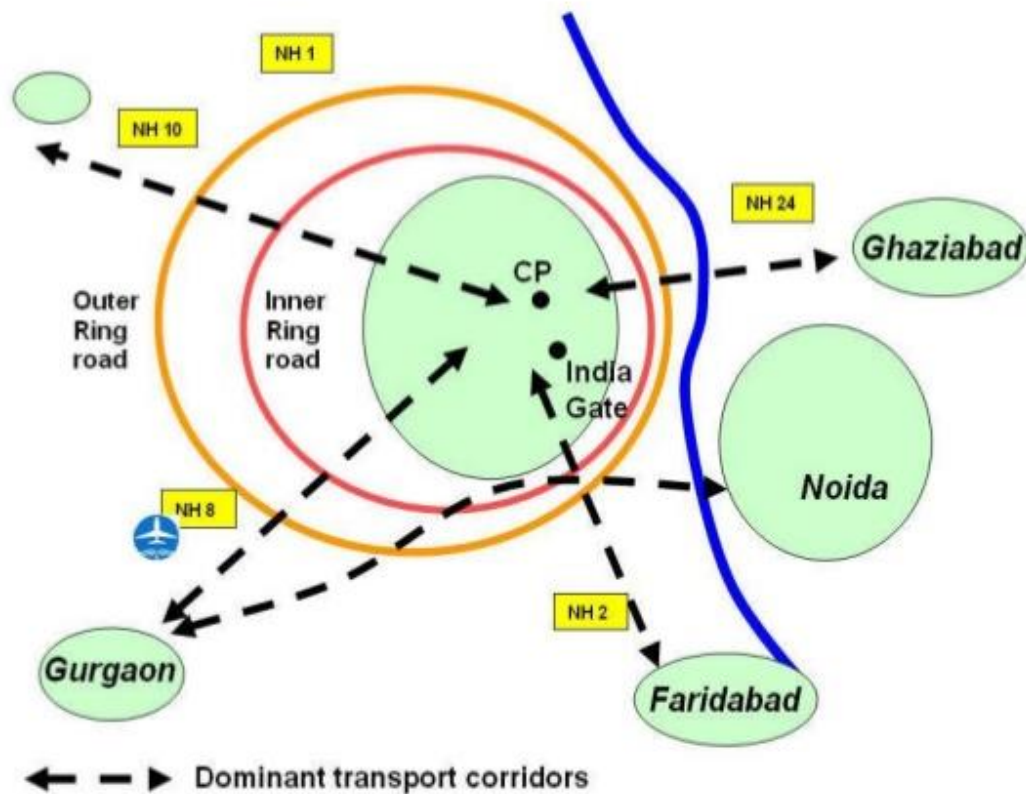 NH 1
NH 10
NH 24
Ghaziabad
CP
Outer
Ring
road
Inner
Ring
road
India
Gate
Noida
NH 8
NH 2
Gurgaon
Faridabad
Dominant transport corridors